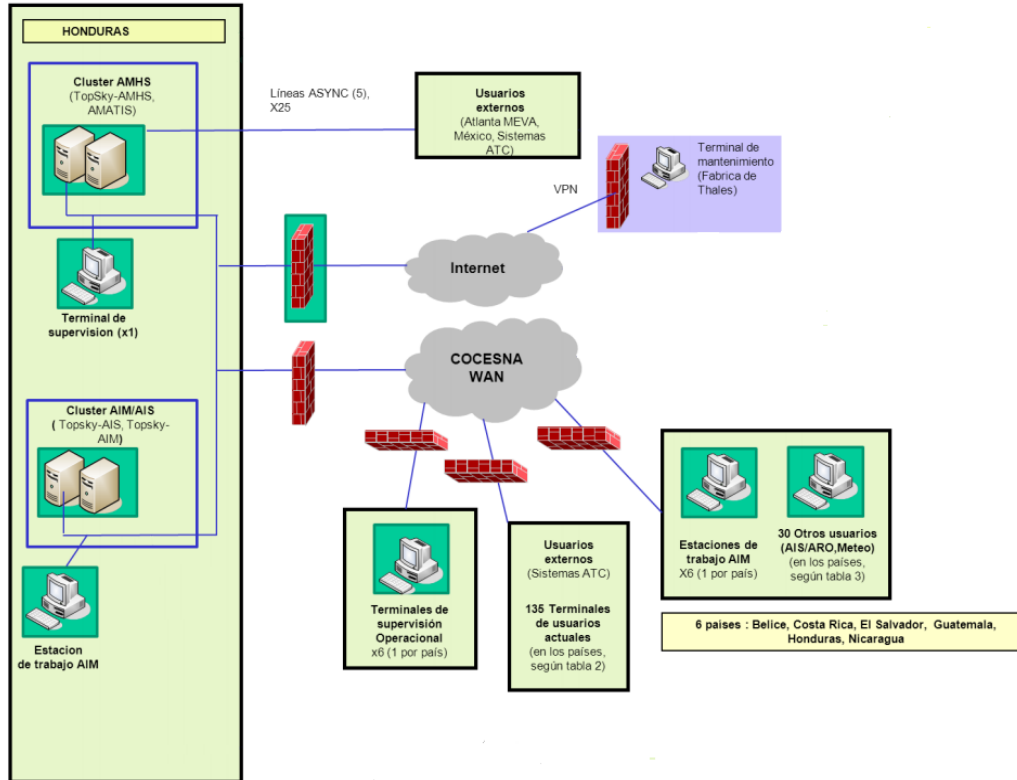 HONDURAS
Cluster AMHS
(TopSky-AMHS,
AMATIS)
Terminal de
supervision (x1)
Cluster AIM/AIS
( Topsky-AIS, Topsky-
AIM)
Estacion
de trabajo AIM
Líneas ASYNC (5),
X25
Usuarios
externos
(Atlanta MEVA,
México, Sistemas
ATC)
Terminal de
mantenimiento
(Fabrica de
Thales)
VPN
Internet
COCESNA
WAN
Terminales de
supervisión
Operacional
x6 (1 por país)
Usuarios
externos
(Sistemas ATC)
135 Terminales
de usuarios
actuales
(en los países,
según tabla 2)
Estaciones de
trabajo AIM
X6 (1 por país)
30 Otros usuarios
(AIS/ARO,Meteo)
(en los países,
según tabla 3)
6 paises : Belice, Costa Rica, El Salvador, Guatemala,
Honduras, Nicaragua